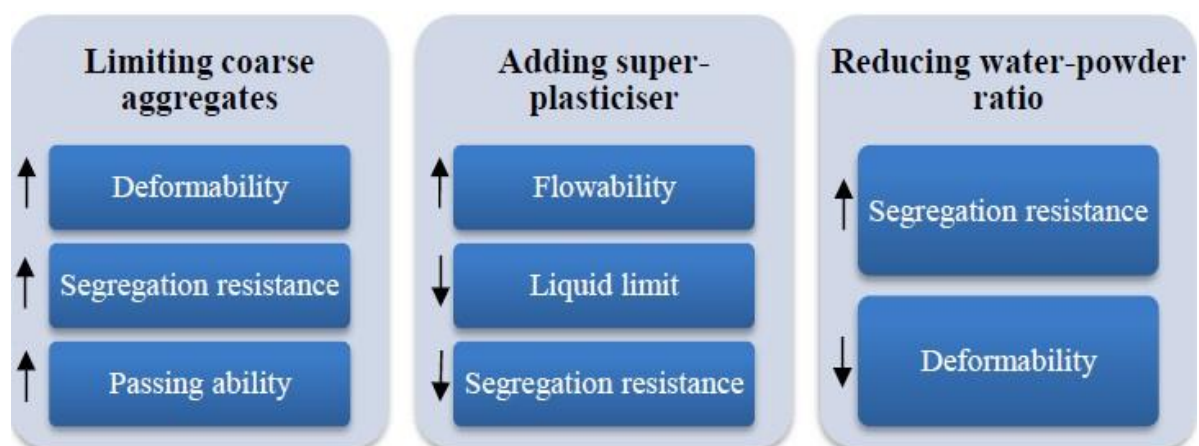 Limiting coarse
aggregates
Deformability
Segregation resistance
Passing ability
Adding super-
plasticiser
Flowability
Liquid limit
Segregation resistance
Reducing water-powder
ratio
Segregation resistance
Deformability